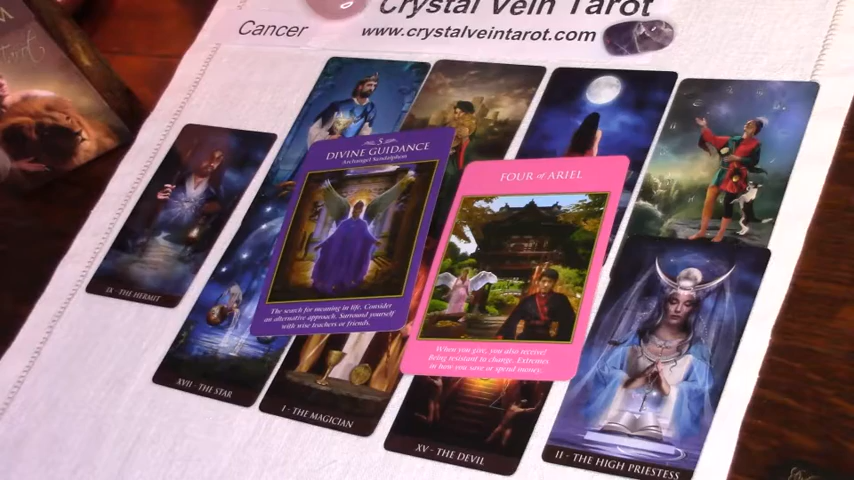 Crystal Vein Tarot
Cancer
www.crystalveintarot.com
5
DIVINE GUIDANCE
Archangel Sandalphon
The search for meaning in life. Consider
an alternative approach. Surround yourself
with wise teachers or friends.
FOUR of ARIEL
When you give, you also receive!
Being resistant to change. Extremes
in how you save or spend money.
IX · THE HERMIT
XVII · THE STAR
I · THE MAGICIAN
XV · THE DEVIL
II · THE HIGH PRIESTESS